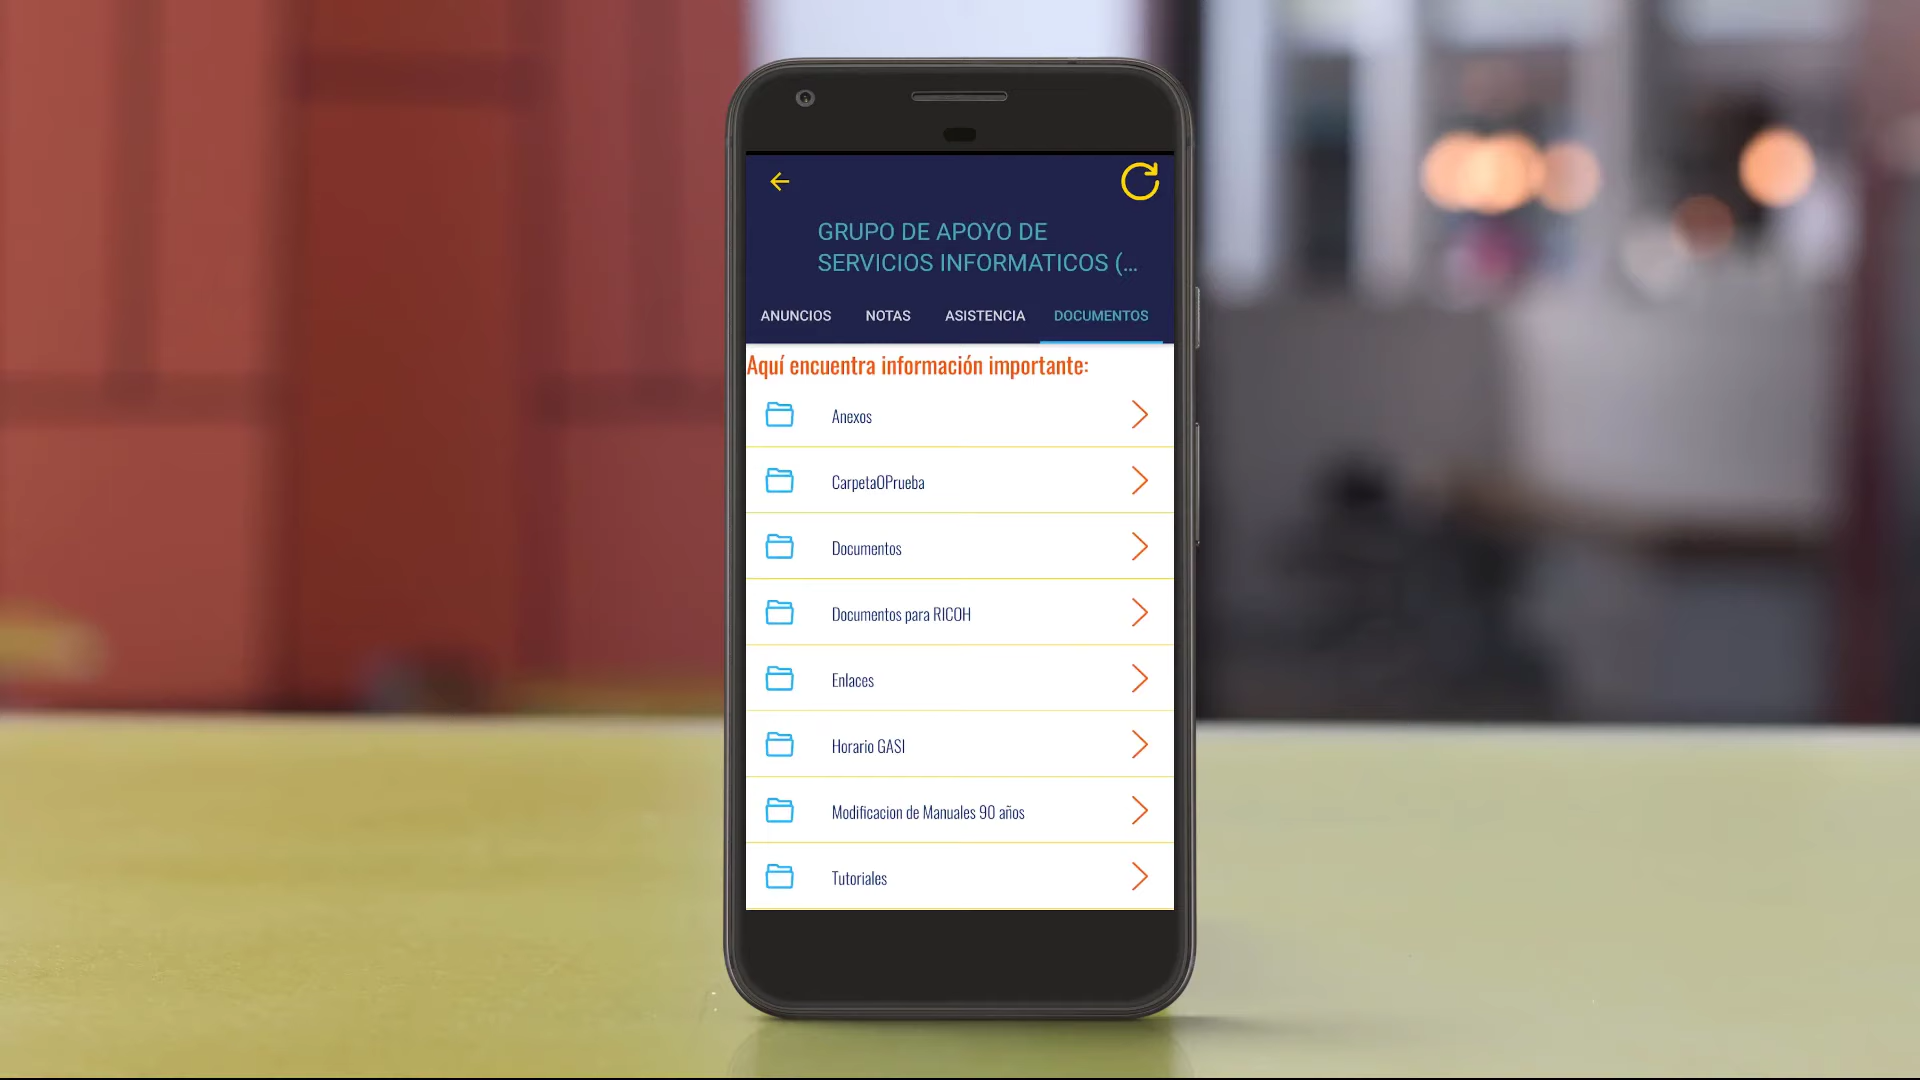 GRUPO DE APOYO DE
SERVICIOS INFORMATICOS (...
ANUNCIOS NOTAS ASISTENCIA DOCUMENTOS
Aquí encuentra información importante:
Anexos
Carpeta0Prueba
Documentos
Documentos para RICOH
Enlaces
Horario GASI
Modificacion de Manuales 90 años
Tutoriales